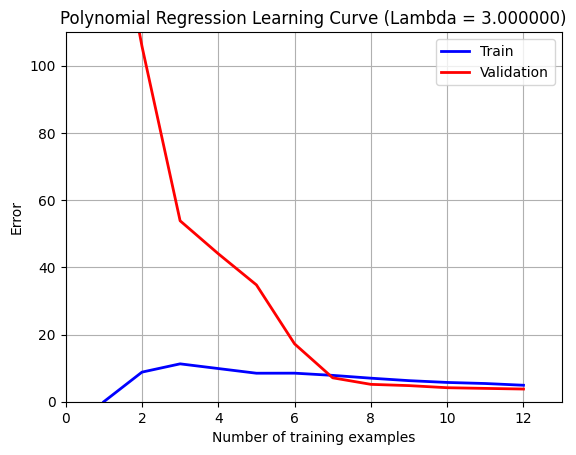 Polynomial Regression Learning Curve (Lambda = 3.000000)
Train
Validation
100
80
60
40
20
0
Error
0 2 4 6 8 10 12
Number of training examples